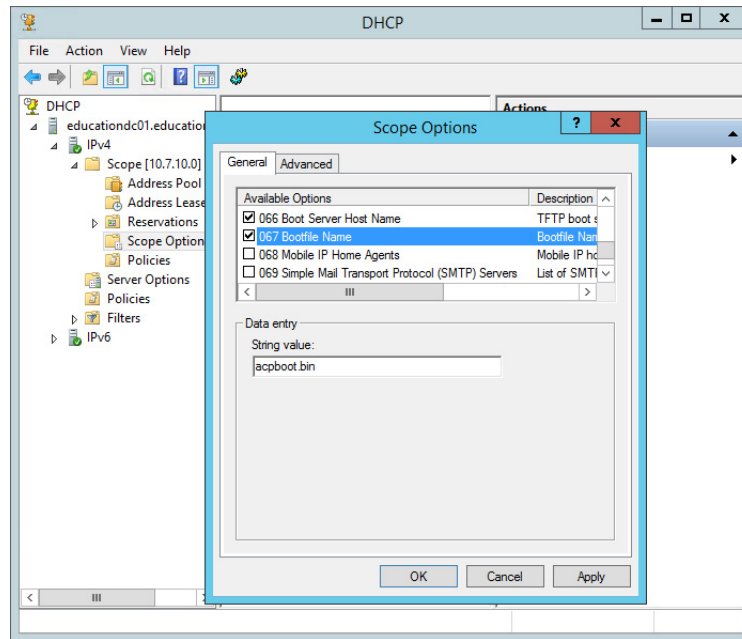 DHCP
File Action View Help
DHCP
educationdc01.education
IPv4
Scope [10.7.10.0]
Address Pool
Address Lease
Reservations
Scope Option
Policies
Server Options
Policies
Filters
IPv6
Actions
Scope Options
General Advanced
Available Options Description
066 Boot Server Host Name TFTP boot s
067 Bootfile Name Bootfile Nam
068 Mobile IP Home Agents Mobile IP ho
069 Simple Mail Transport Protocol (SMTP) Servers List of SMTI
Data entry
String value:
acpboot.bin
OK Cancel Apply